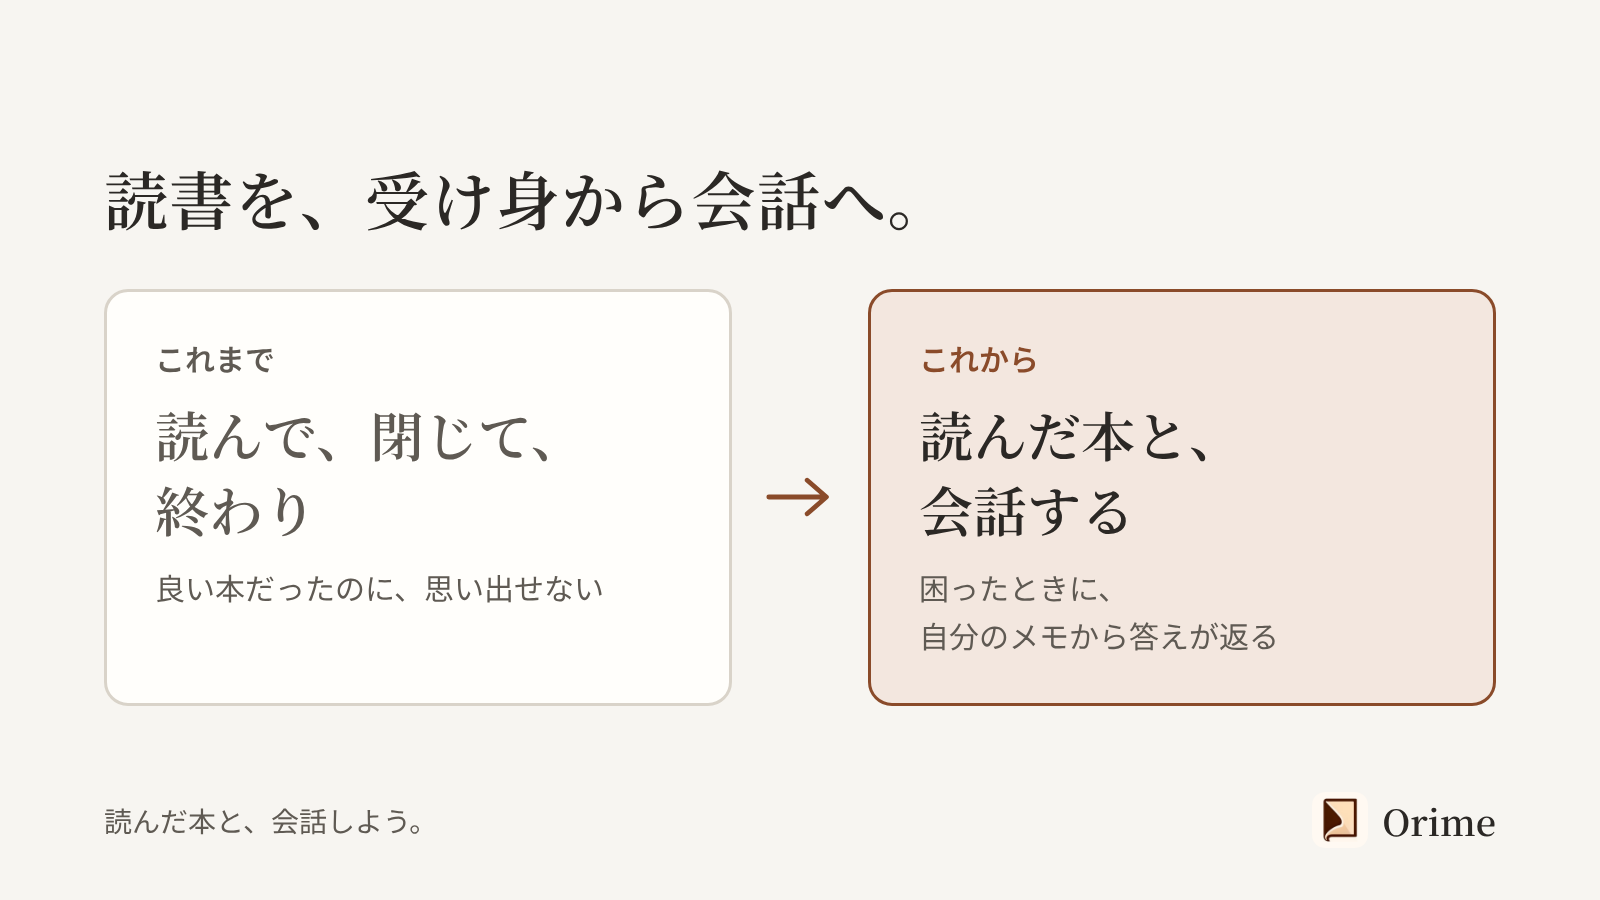 読書を、受け身から会話へ。
これまで
読んで、閉じて、
終わり
良い本だったのに、思い出せない
これから
読んだ本と、
会話する
困ったときに、
自分のメモから答えが返る
読んだ本と、会話しよう。
Orime